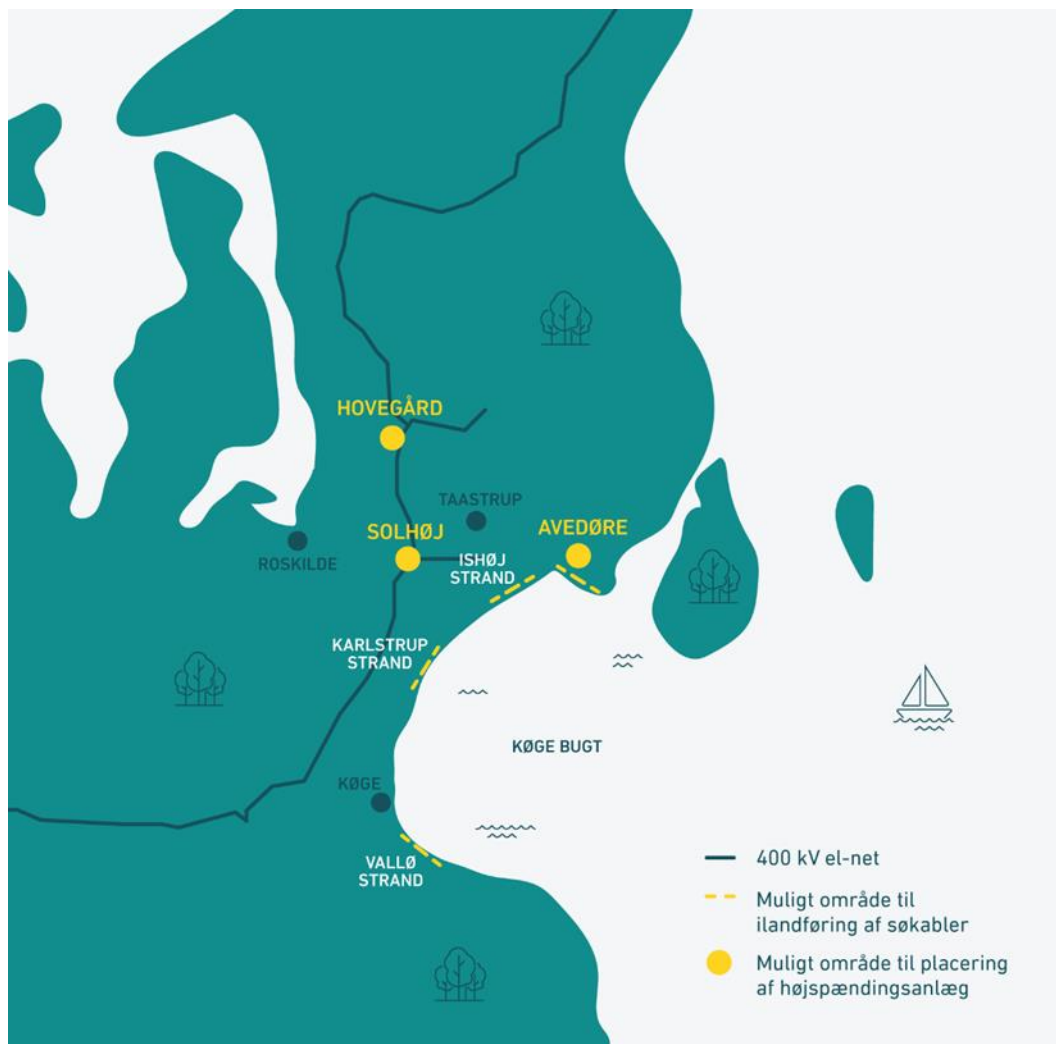 HOVEGÅRD
TAASTRUP
SOLHØJ
AVEDØRE
ROSKILDE
ISHØJ
STRAND
KARLSTRUP
STRAND
KØGE BUGT
KØGE
VALLØ
STRAND
400 kV el-net
Muligt område til
ilandføring af søkabler
Muligt område til placering
af højspændingsanlæg